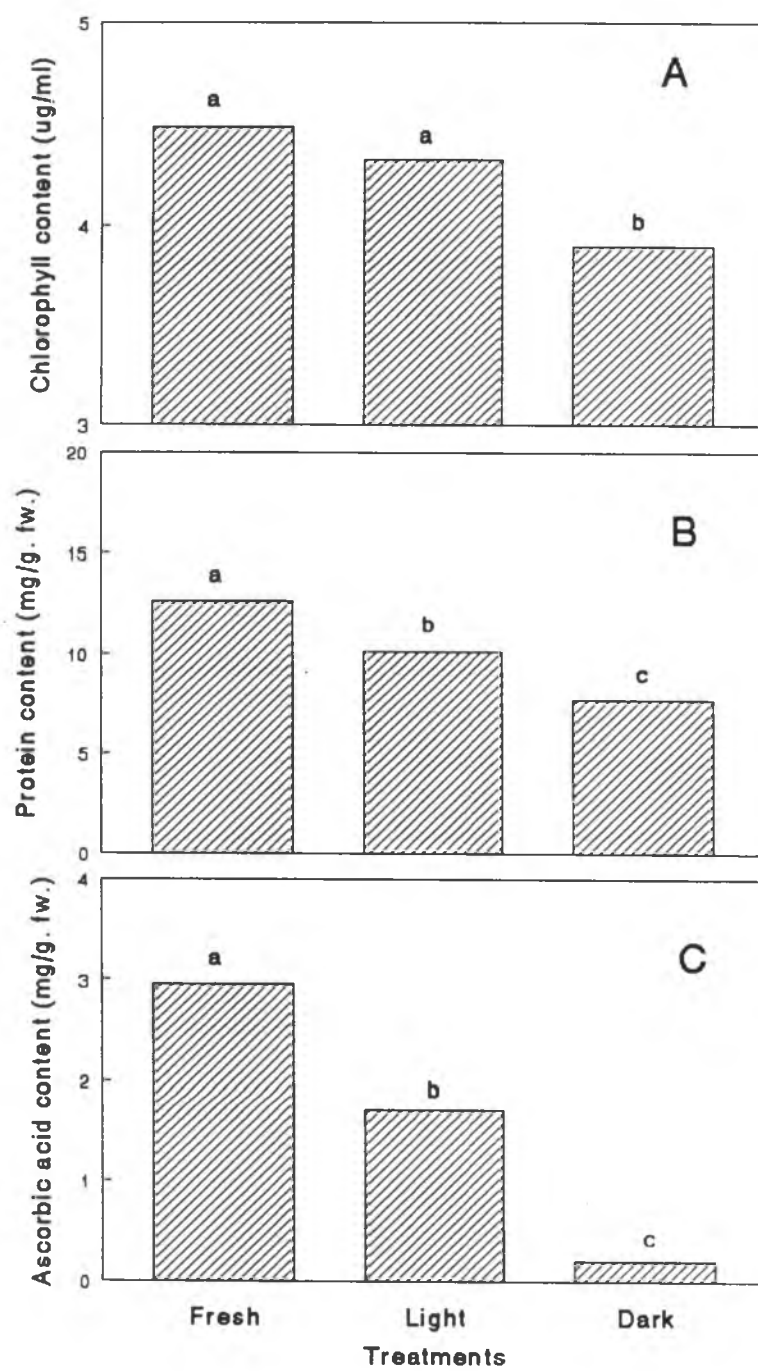 5
4
3
Chlorophyll content (ug/ml)
A
a
a
b
20
15
10
5
0
Protein content (mg/g. fw.)
B
a
b
c
4
3
2
1
0
Ascorbic acid content (mg/g. fw.)
C
a
b
c
Fresh Light Dark
Treatments